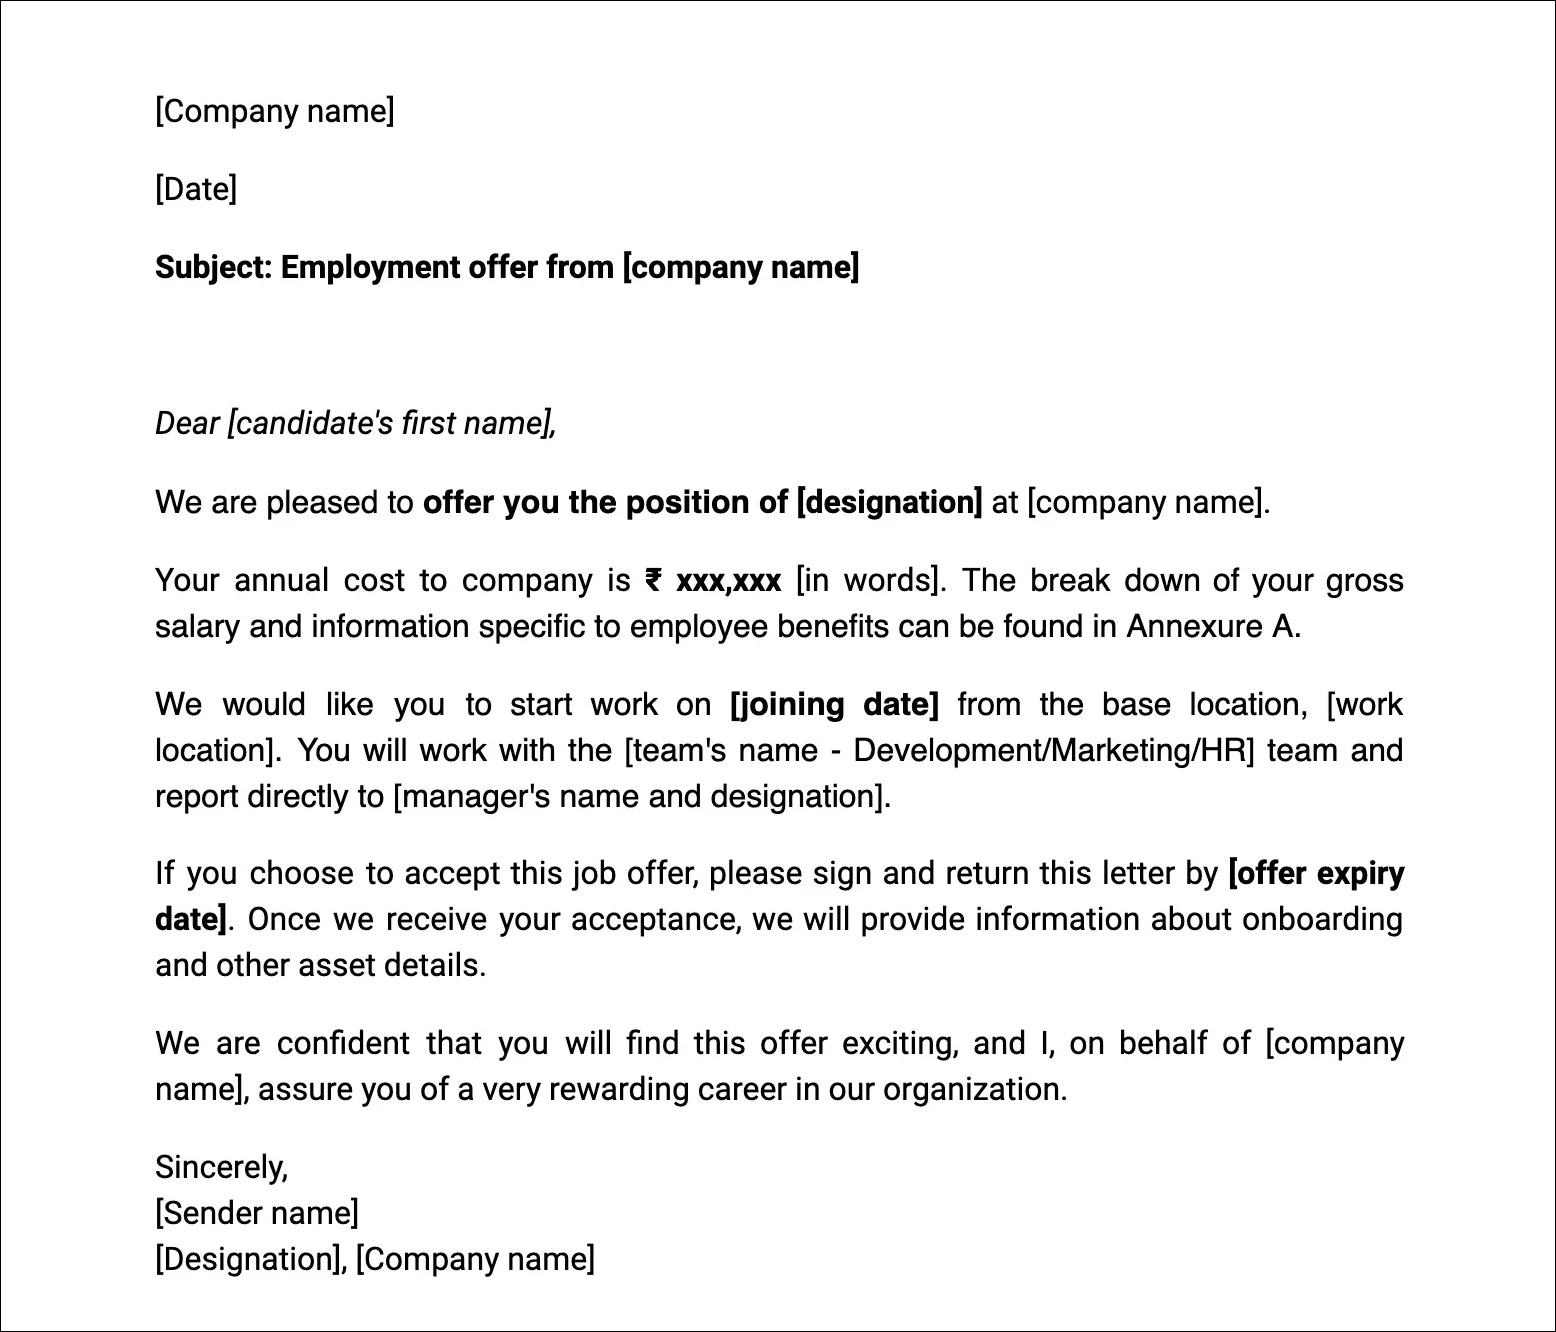 [Company name]
[Date]
Subject: Employment offer from [company name]
Dear [candidate's first name],
We are pleased to offer you the position of [designation] at [company name].
Your annual cost to company is ₹ xxx,xxx [in words]. The break down of your gross
salary and information specific to employee benefits can be found in Annexure A.
We would like you to start work on [joining date] from the base location, [work
location]. You will work with the [team's name - Development/Marketing/HR] team and
report directly to [manager's name and designation].
If you choose to accept this job offer, please sign and return this letter by [offer expiry
date]. Once we receive your acceptance, we will provide information about onboarding
and other asset details.
We are confident that you will find this offer exciting, and I, on behalf of [company
name], assure you of a very rewarding career in our organization.
Sincerely,
[Sender name]
[Designation], [Company name]